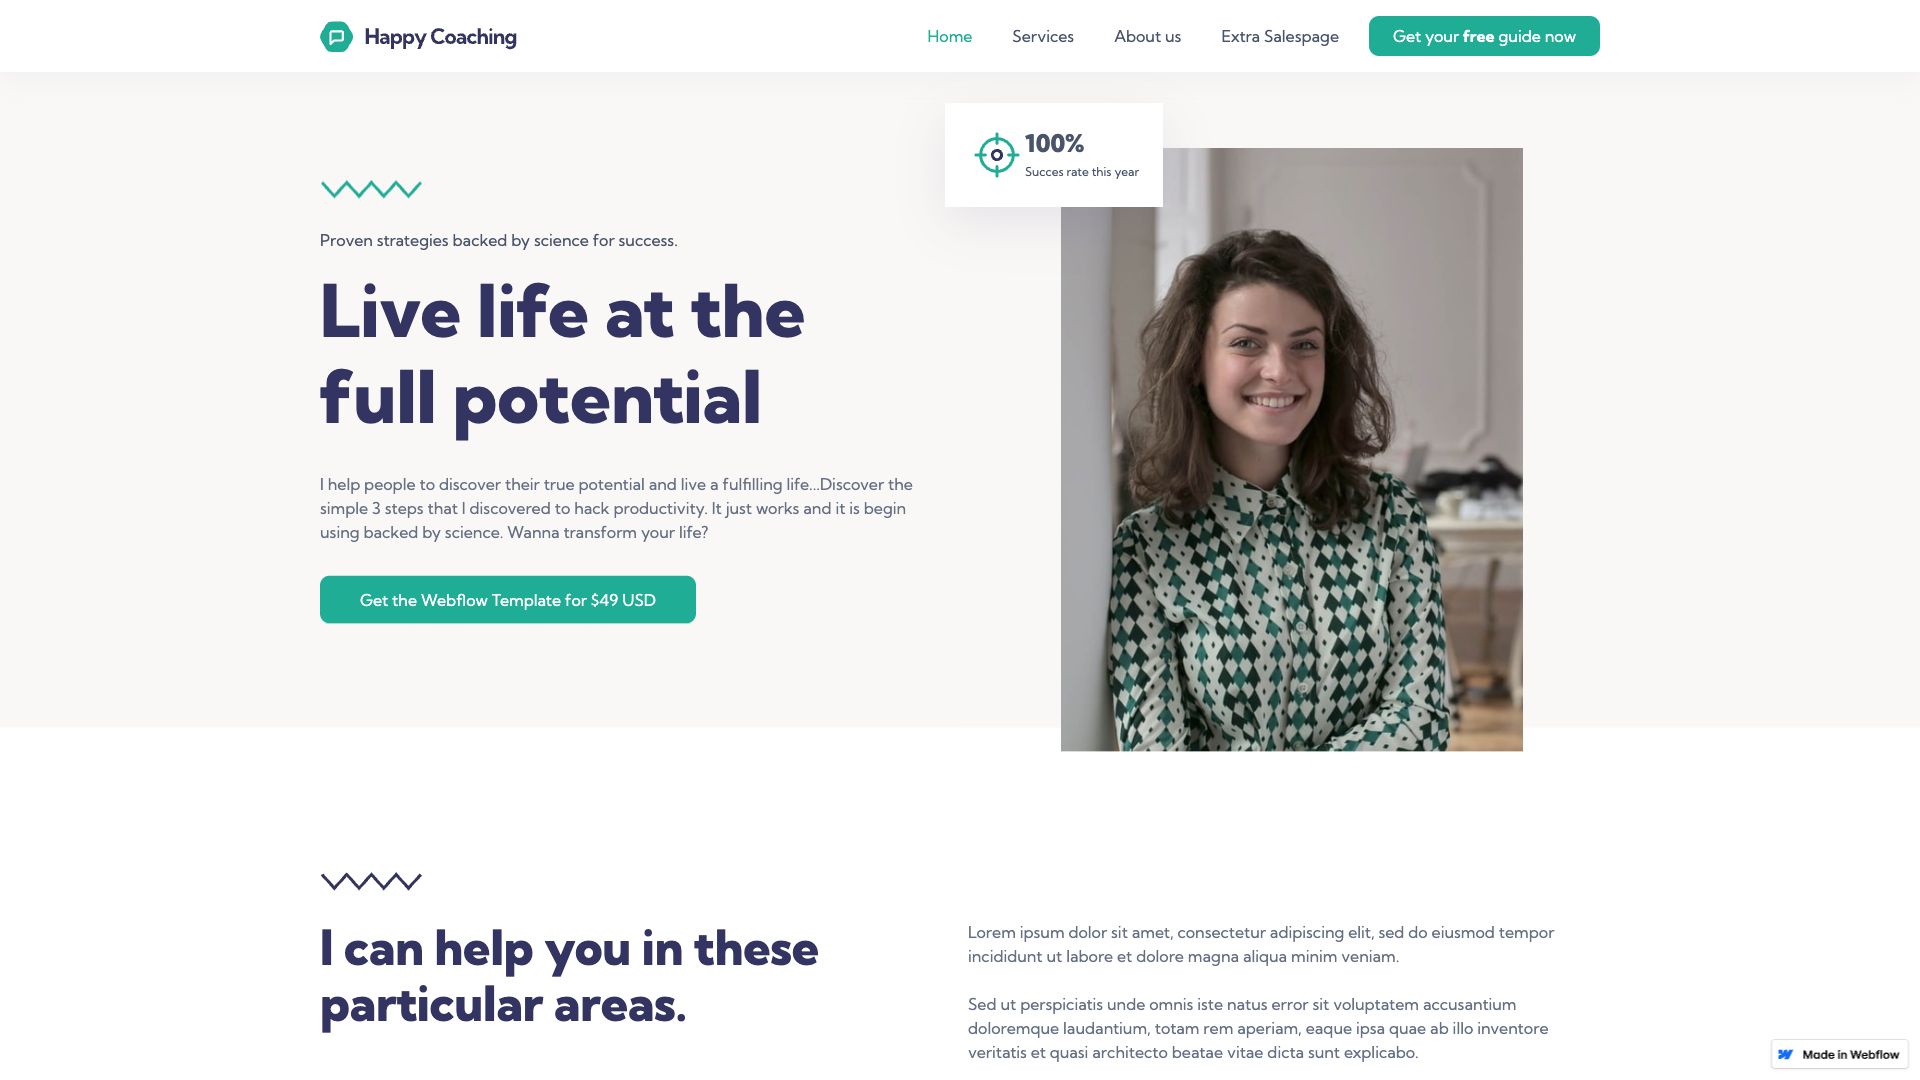 Happy Coaching
Home
Services
About us
Extra Salespage
Get your free guide now
100%
Succes rate this year
Proven strategies backed by science for success.
Live life at the
full potential
I help people to discover their true potential and live a fulfilling life...Discover the
simple 3 steps that I discovered to hack productivity. It just works and it is begin
using backed by science. Wanna transform your life?
Get the Webflow Template for $49 USD
I can help you in these
particular areas.
Lorem ipsum dolor sit amet, consectetur adipiscing elit, sed do eiusmod tempor
incididunt ut labore et dolore magna aliqua minim veniam.
Sed ut perspiciatis unde omnis iste natus error sit voluptatem accusantium
doloremque laudantium, totam rem aperiam, eaque ipsa quae ab illo inventore
veritatis et quasi architecto beatae vitae dicta sunt explicabo.
Made in Webflow